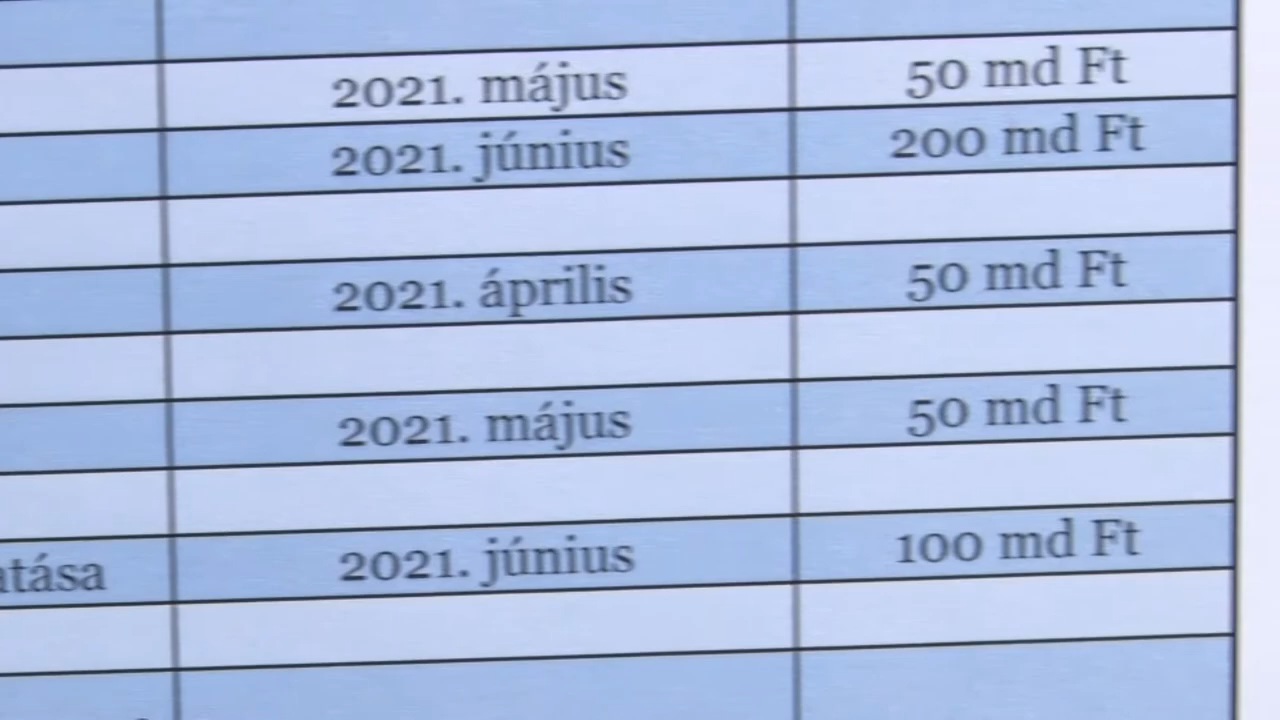 2021. május 50 md Ft
2021. június 200 md Ft
2021. április 50 md Ft
2021. május 50 md Ft
atása 2021. június 100 md Ft